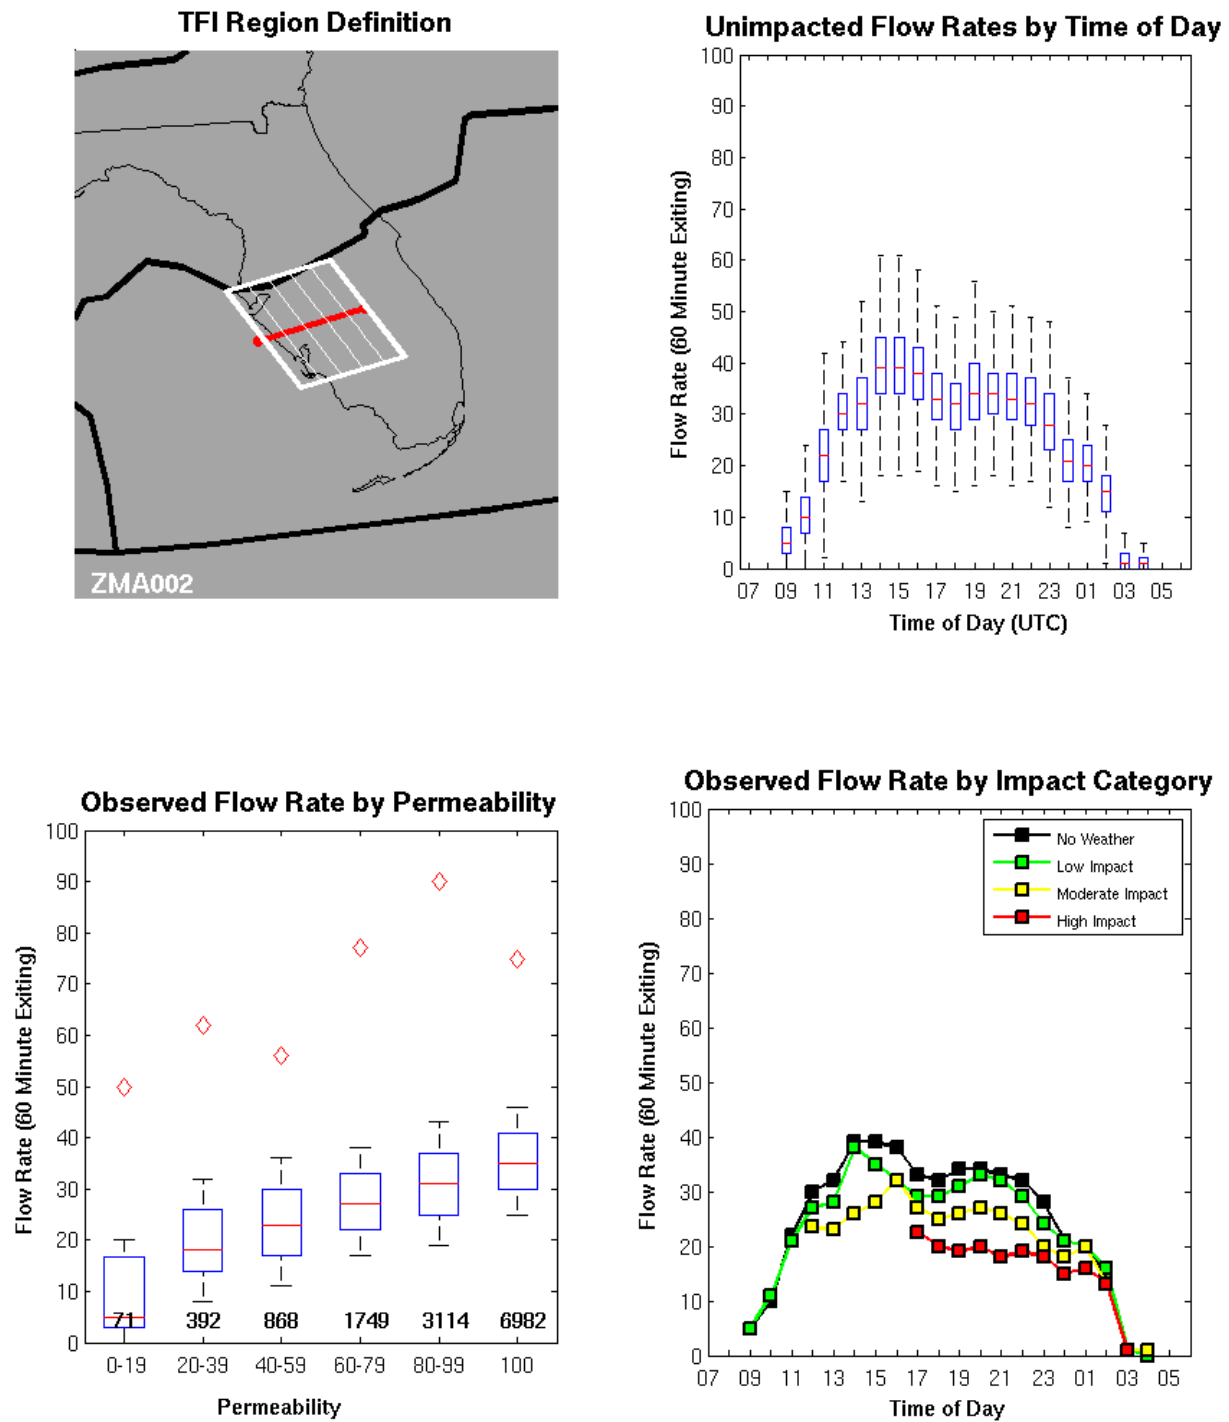 TFI Region Definition
ZMA002
Unimpacted Flow Rates by Time of Day
Flow Rate (60 Minute Exiting)
100
90
80
70
60
50
40
30
20
10
0
07 09 11 13 15 17 19 21 23 01 03 05
Time of Day (UTC)
Observed Flow Rate by Permeability
Flow Rate (60 Minute Exiting)
100
90
80
70
60
50
40
30
20
10
0
71 392 868 1749 3114 6982
0-19 20-39 40-59 60-79 80-99 100
Permeability
Observed Flow Rate by Impact Category
Flow Rate (60 Minute Exiting)
100
90
80
70
60
50
40
30
20
10
0
No Weather
Low Impact
Moderate Impact
High Impact
07 09 11 13 15 17 19 21 23 01 03 05
Time of Day